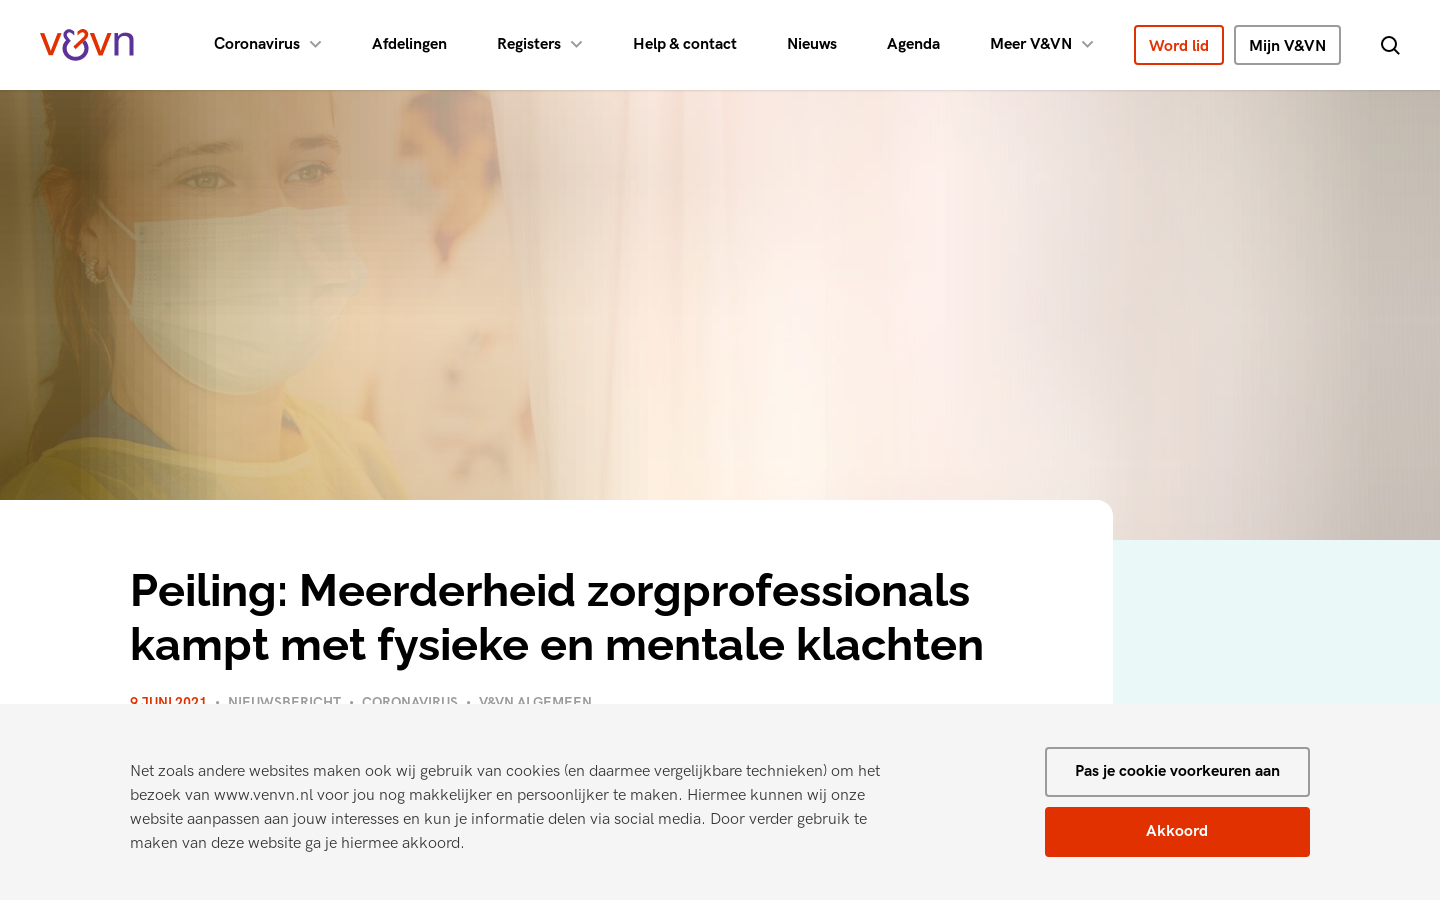 v&vn
Coronavirus
Afdelingen
Registers
Help & contact
Nieuws
Agenda
Meer V&VN
Word lid
Mijn V&VN
Peiling: Meerderheid zorgprofessionals
kampt met fysieke en mentale klachten
9 JUNI 2021 • NIEUWSBERICHT • CORONAVIRUS • V&VN ALGEMEEN
Net zoals andere websites maken ook wij gebruik van cookies (en daarmee vergelijkbare technieken) om het
bezoek van www.venvn.nl voor jou nog makkelijker en persoonlijker te maken. Hiermee kunnen wij onze
website aanpassen aan jouw interesses en kun je informatie delen via social media. Door verder gebruik te
maken van deze website ga je hiermee akkoord.
Pas je cookie voorkeuren aan
Akkoord